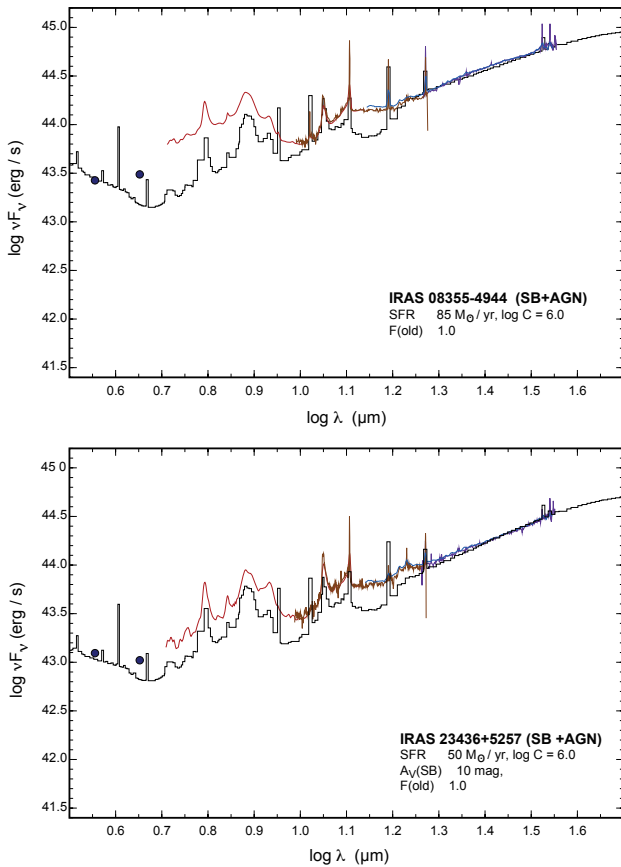 45.0
44.5
44.0
43.5
43.0
42.5
42.0
41.5
log νFν (erg / s)
IRAS 08355-4944 (SB+AGN)
SFR 85 M⊙ / yr, log C = 6.0
F(old) 1.0
0.6 0.7 0.8 0.9 1.0 1.1 1.2 1.3 1.4 1.5 1.6
log λ (µm)
45.0
44.5
44.0
43.5
43.0
42.5
42.0
41.5
log νFν (erg / s)
IRAS 23436+5257 (SB +AGN)
SFR 50 M⊙ / yr, log C = 6.0
AV(SB) 10 mag,
F(old) 1.0
0.6 0.7 0.8 0.9 1.0 1.1 1.2 1.3 1.4 1.5 1.6
log λ (µm)